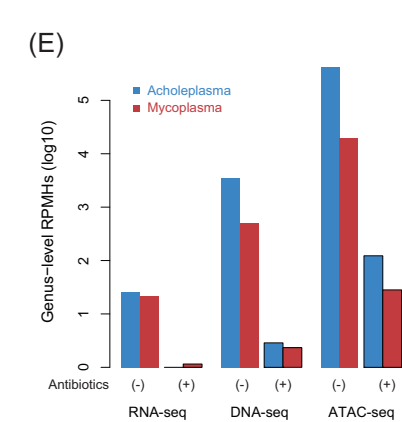 (E)
Genus−level RPMHs (log10)
5
4
3
2
1
0
Acholeplasma
Mycoplasma
Antibiotics (-) (+) (-) (+) (-) (+)
RNA-seq DNA-seq ATAC-seq